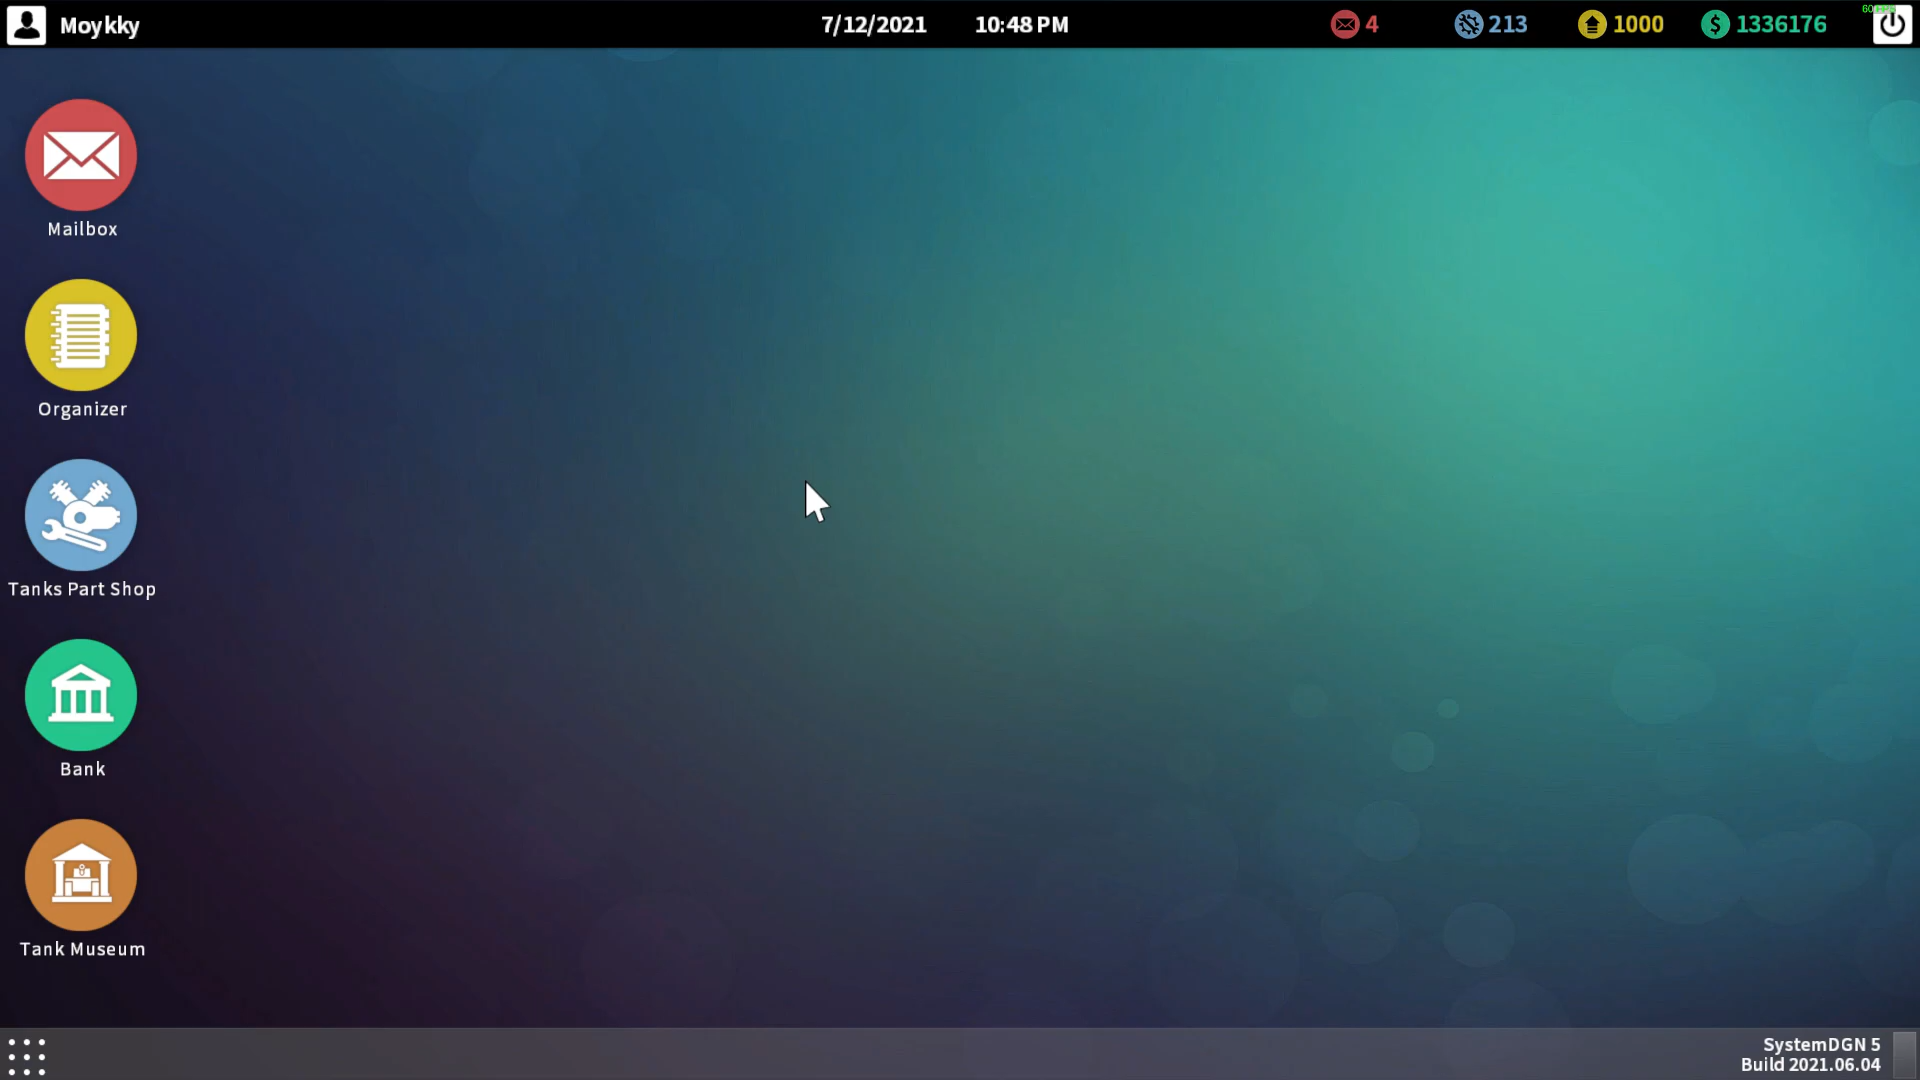 Moykky
7/12/2021 10:48 PM
4 213 1000 1336176
Mailbox
Organizer
Tanks Part Shop
Bank
Tank Museum
SystemDGN 5
Build 2021.06.04